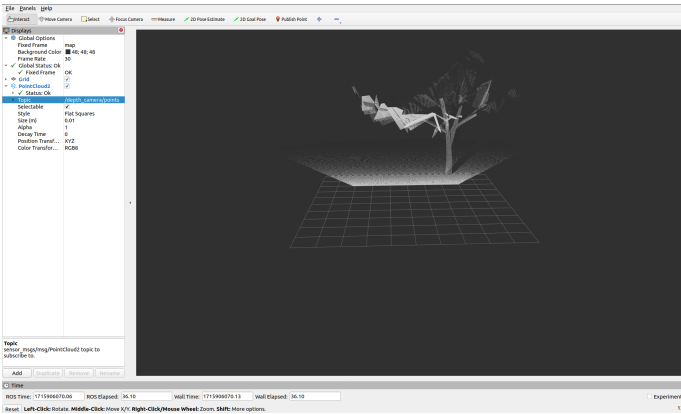 File Panels Help
Interact Move Camera Select Focus Camera Measure 2D Pose Estimate 2D Goal Pose Publish Point
Displays
Global Options
Fixed Frame map
Background Color 48; 48; 48
Frame Rate 30
Global Status: Ok
Fixed Frame OK
Grid
PointCloud2
Status: Ok
Topic /depth_camera/points
Selectable
Style Flat Squares
Size (m) 0.01
Alpha 1
Decay Time 0
Position Transf... XYZ
Color Transfor... RGB8
Topic
sensor_msgs/msg/PointCloud2 topic to
subscribe to.
Add Duplicate Remove Rename
Time
ROS Time: 1715906070.06 ROS Elapsed: 36.10 Wall Time: 1715906070.13 Wall Elapsed: 36.10 Experiment
Reset Left-Click: Rotate. Middle-Click: Move X/Y. Right-Click/Mouse Wheel: Zoom. Shift: More options. 1